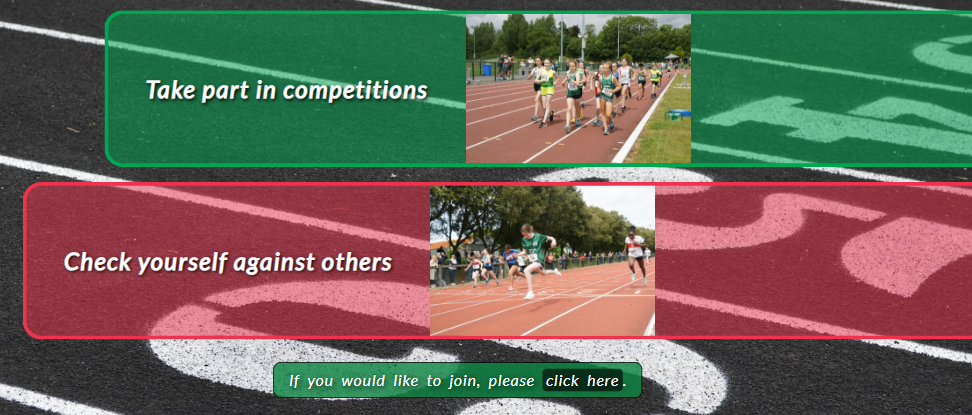 Take part in competitions
Check yourself against others
If you would like to join, please click here.